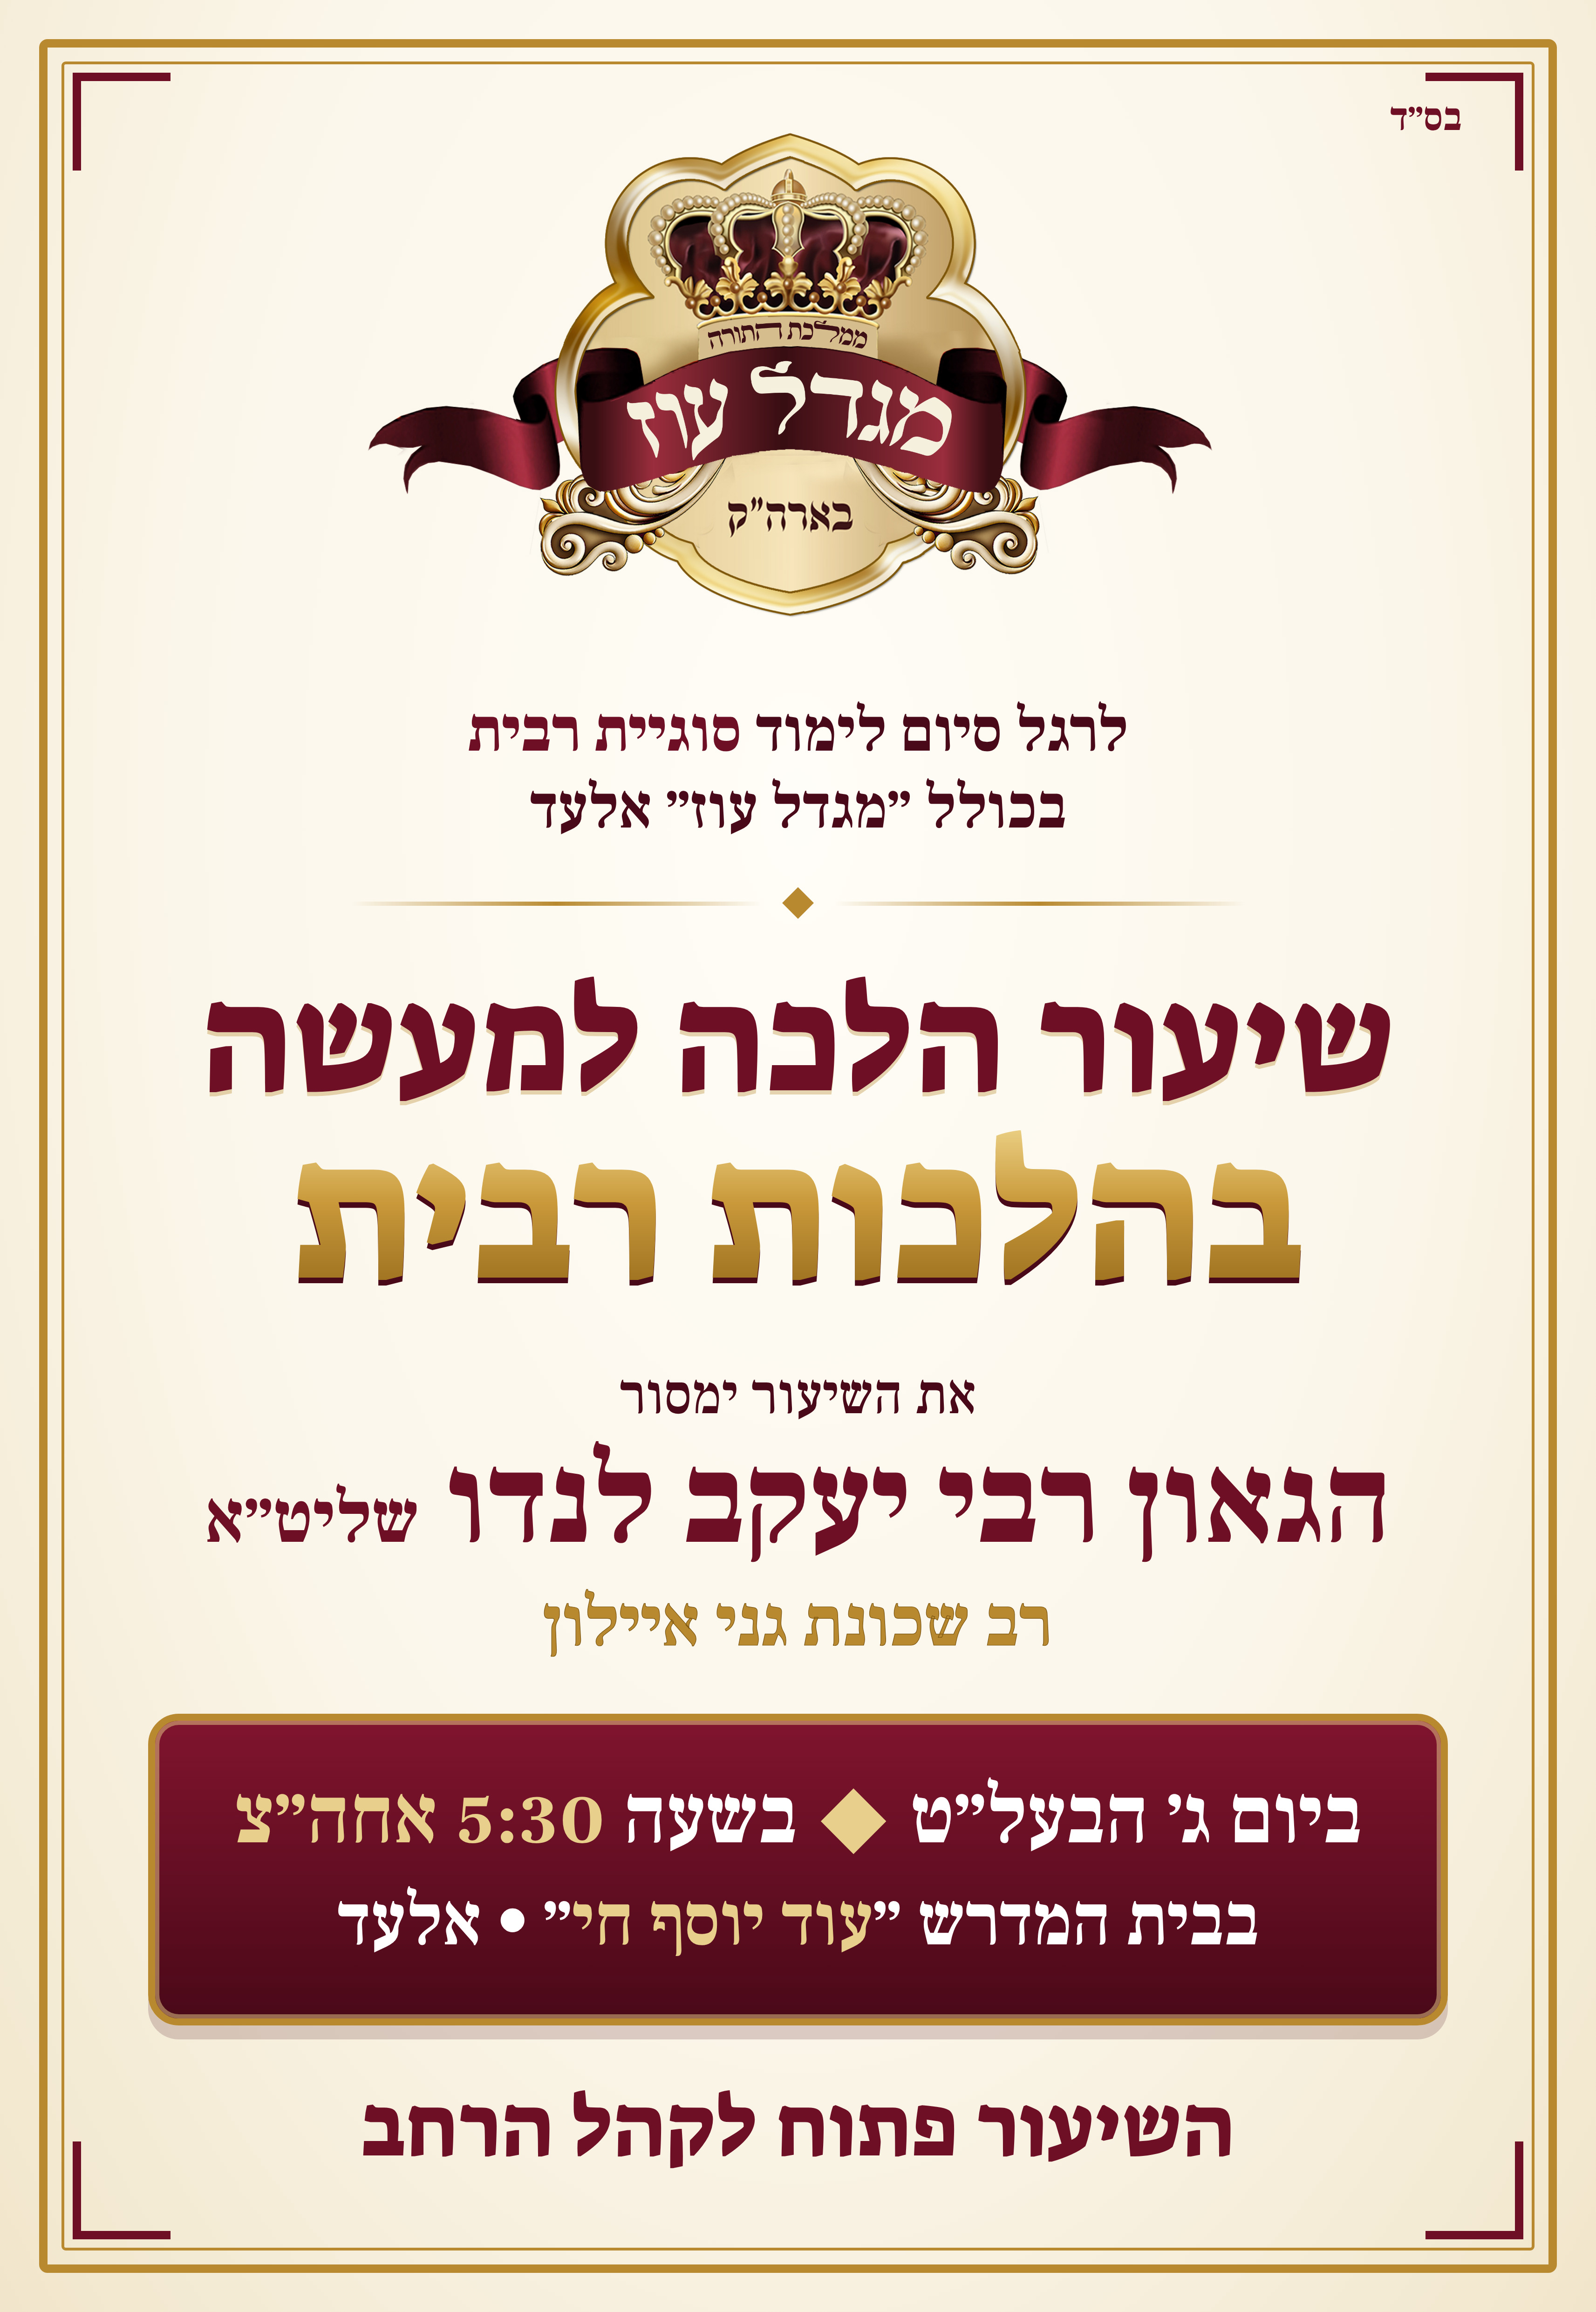 בס״ד
ממלכת התורה
מגדל עוז
בארה"ק
לרגל סיום לימוד סוגיית רבית
בכולל ״מגדל עוז״ אלעד
שיעור הלכה למעשה
בהלכות רבית
את השיעור ימסור
הגאון רבי יעקב לנדו שליט״א
רב שכונת גני איילון
ביום ג׳ הבעל״ט ◆ בשעה 5:30 אחה״צ
בבית המדרש ״עוד יוסף חי״ • אלעד
השיעור פתוח לקהל הרחב